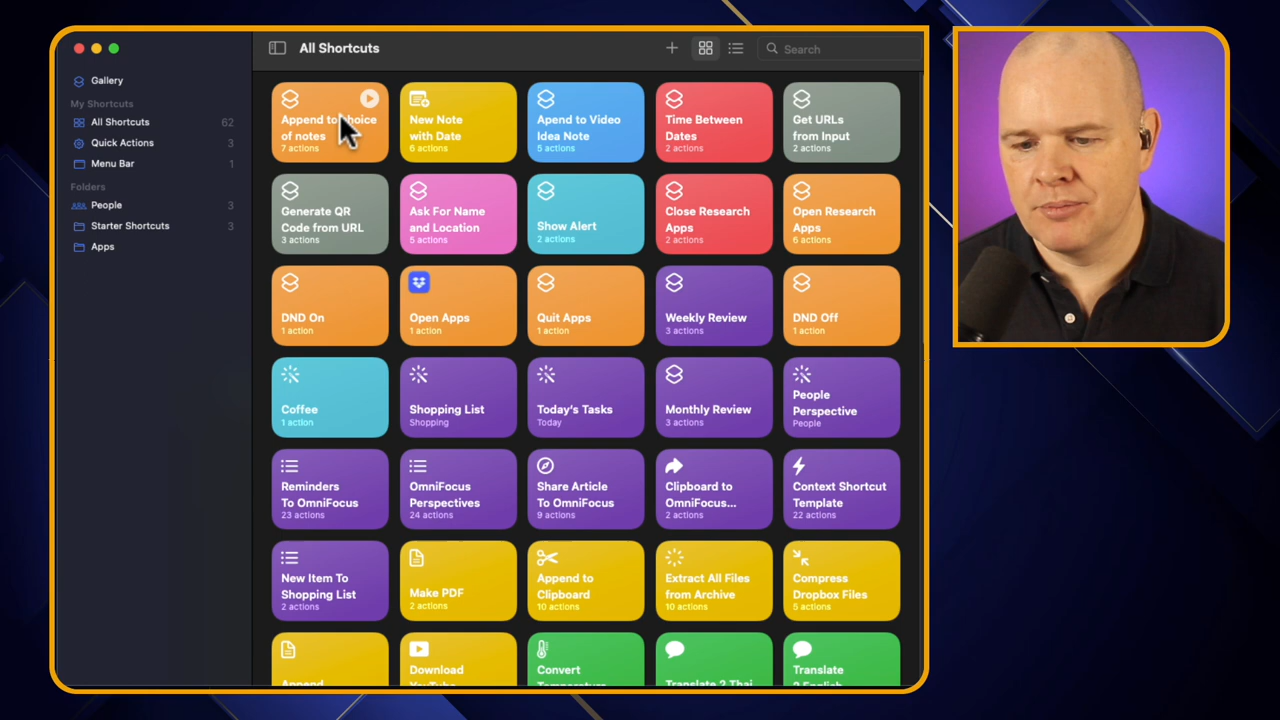 All Shortcuts
Search
Gallery
My Shortcuts
All Shortcuts 62
Quick Actions 3
Menu Bar 1
Folders
People 3
Starter Shortcuts 3
Apps
Append to choice
of notes
7 actions
New Note
with Date
6 actions
Apend to Video
Idea Note
5 actions
Time Between
Dates
2 actions
Get URLs
from Input
2 actions
Generate QR
Code from URL
3 actions
Ask For Name
and Location
5 actions
Show Alert
2 actions
Close Research
Apps
2 actions
Open Research
Apps
6 actions
DND On
1 action
Open Apps
1 action
Quit Apps
1 action
Weekly Review
3 actions
DND Off
1 action
Coffee
1 action
Shopping List
Shopping
Today's Tasks
Today
Monthly Review
3 actions
People
Perspective
People
Reminders
To OmniFocus
23 actions
OmniFocus
Perspectives
24 actions
Share Article
To OmniFocus
9 actions
Clipboard to
OmniFocus...
2 actions
Context Shortcut
Template
22 actions
New Item To
Shopping List
2 actions
Make PDF
2 actions
Append to
Clipboard
10 actions
Extract All Files
from Archive
10 actions
Compress
Dropbox Files
5 actions
Append
Download
YouTube
Convert
Temperature
Translate 2 Thai
Translate
2 English